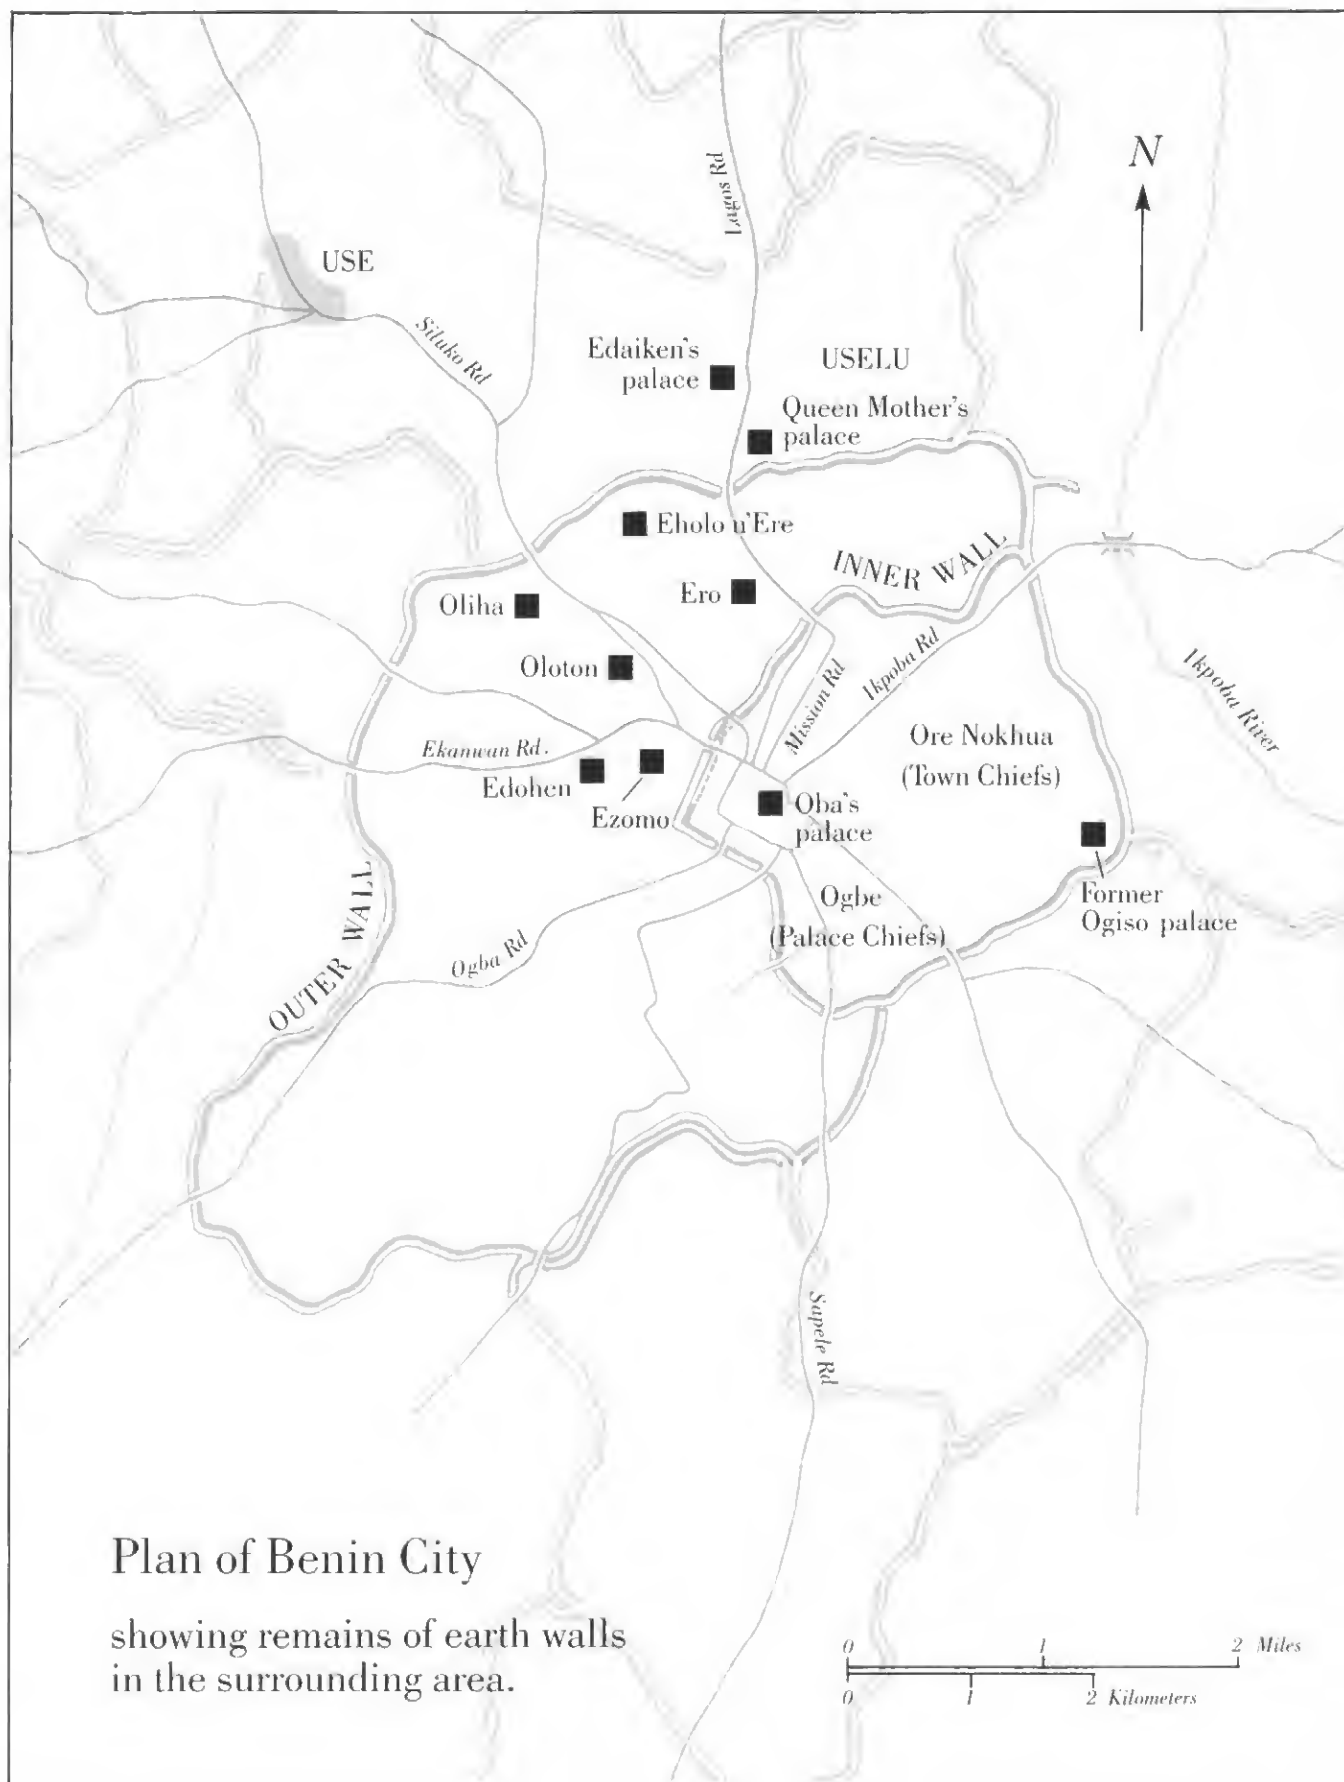 N
Lagos Rd
USE
Siluko Rd
Edaiken's
palace
USELU
Queen Mother's
palace
Eholo n'Ere
INNER WALL
Ero
Oliha
Oloton
Mission Rd
Ikpoba Rd
Ikpoba River
Ekanwan Rd.
Edohen
Ezomo
Ore Nokhua
(Town Chiefs)
Oba's
palace
OUTER WALL
Ogbe
(Palace Chiefs)
Former
Ogiso palace
Ogba Rd
Sapele Rd
Plan of Benin City
showing remains of earth walls
in the surrounding area.
0 1 2 Miles
0 1 2 Kilometers